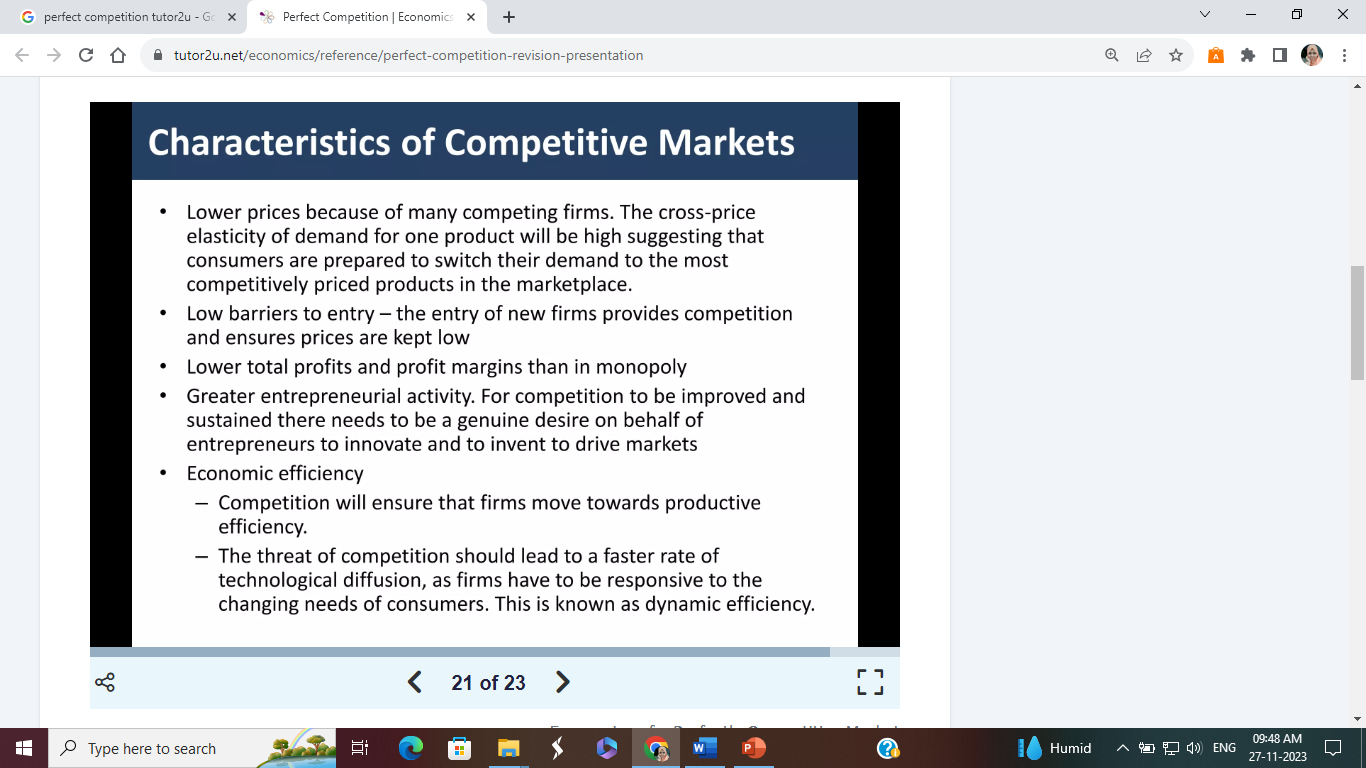 perfect competition tutor2u - Go
Perfect Competition | Economics
tutor2u.net/economics/reference/perfect-competition-revision-presentation
Characteristics of Competitive Markets
• Lower prices because of many competing firms. The cross-price
elasticity of demand for one product will be high suggesting that
consumers are prepared to switch their demand to the most
competitively priced products in the marketplace.
• Low barriers to entry – the entry of new firms provides competition
and ensures prices are kept low
• Lower total profits and profit margins than in monopoly
• Greater entrepreneurial activity. For competition to be improved and
sustained there needs to be a genuine desire on behalf of
entrepreneurs to innovate and to invent to drive markets
• Economic efficiency
– Competition will ensure that firms move towards productive
efficiency.
– The threat of competition should lead to a faster rate of
technological diffusion, as firms have to be responsive to the
changing needs of consumers. This is known as dynamic efficiency.
21 of 23
Type here to search
Humid
ENG
09:48 AM
27-11-2023